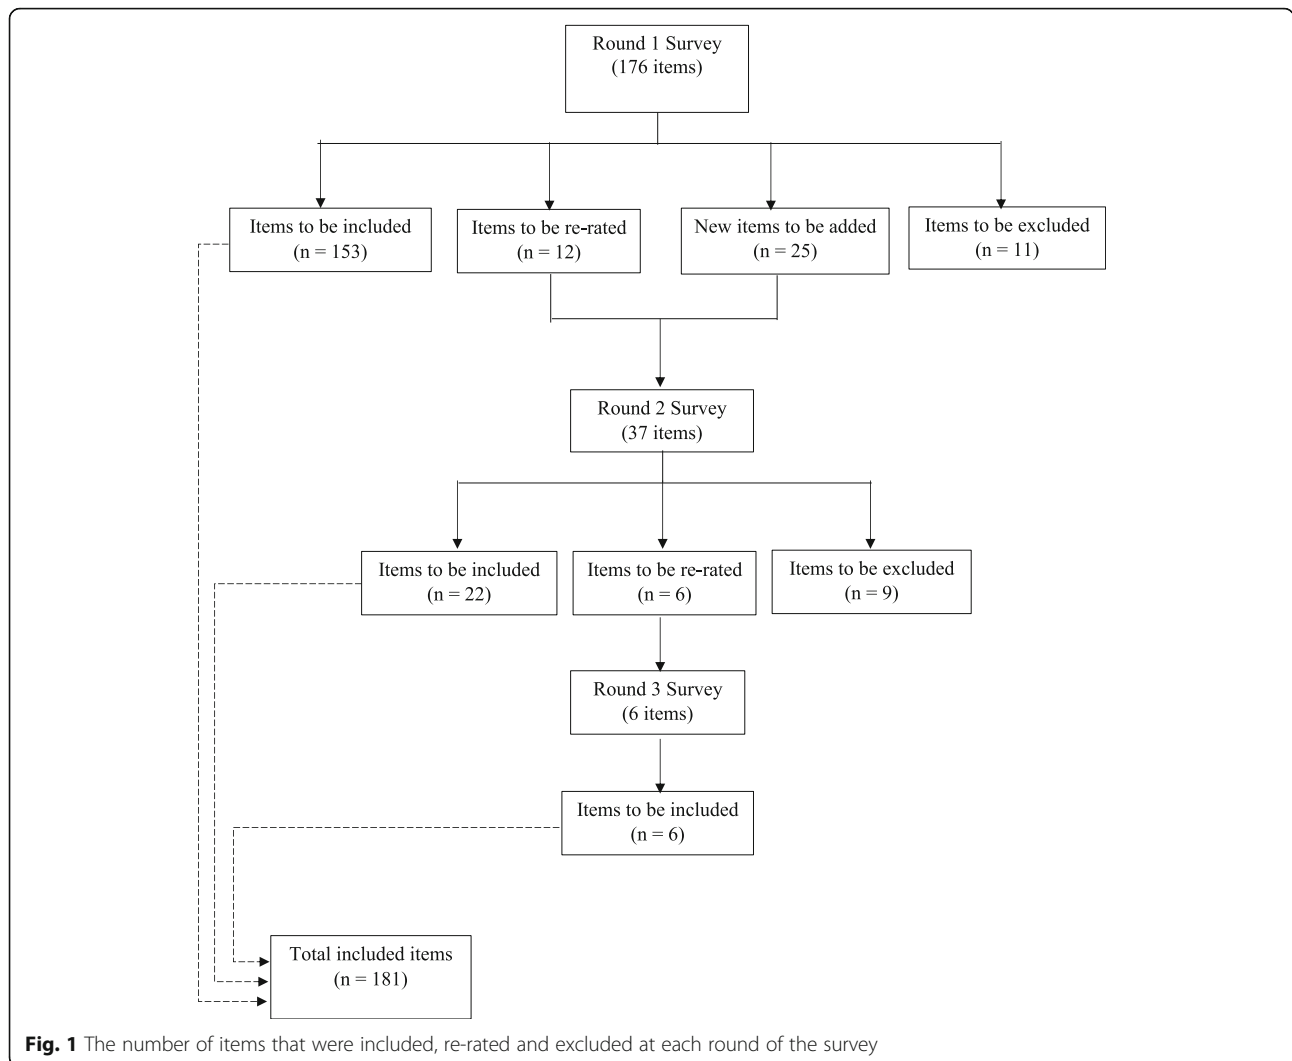 Round 1 Survey
(176 items)
Items to be included
(n = 153)
Items to be re-rated
(n = 12)
New items to be added
(n = 25)
Items to be excluded
(n = 11)
Round 2 Survey
(37 items)
Items to be included
(n = 22)
Items to be re-rated
(n = 6)
Items to be excluded
(n = 9)
Round 3 Survey
(6 items)
Items to be included
(n = 6)
Total included items
(n = 181)
Fig. 1 The number of items that were included, re-rated and excluded at each round of the survey